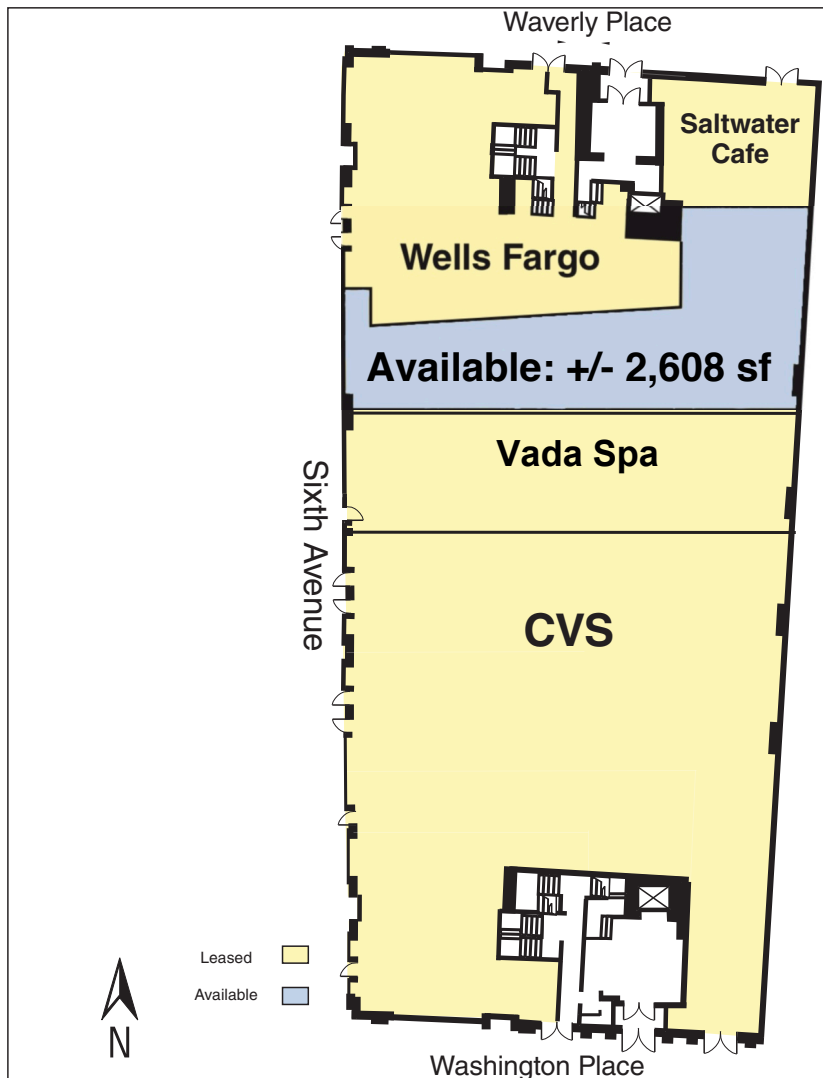 Waverly Place
Saltwater
Cafe
Wells Fargo
Available: +/- 2,608 sf
Vada Spa
Sixth Avenue
CVS
Leased
Available
N
Washington Place